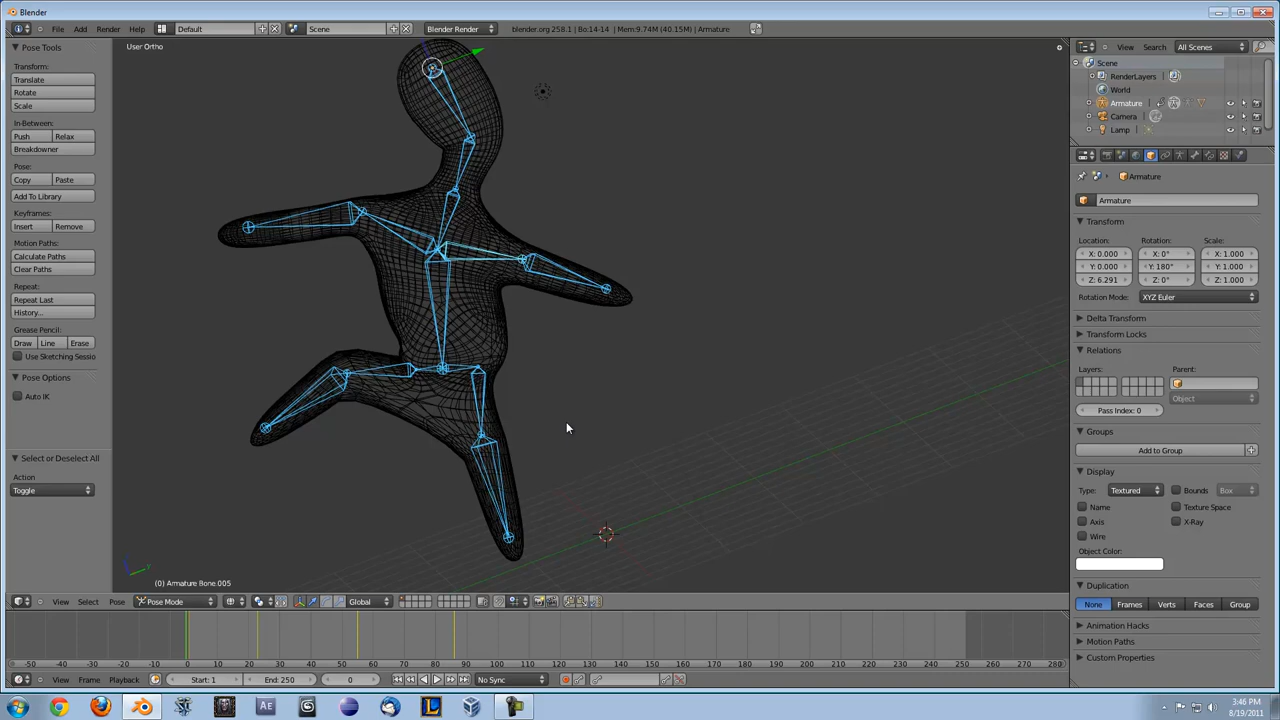 Blender
File Add Render Help Default Scene Blender Render blender.org 258.1 | Bo:14-14 | Mem:9.74M (40.15M) | Armature
Pose Tools
Transform:
Translate
Rotate
Scale
In-Between:
Push Relax
Breakdowner
Pose:
Copy Paste
Add To Library
Keyframes:
Insert Remove
Motion Paths:
Calculate Paths
Clear Paths
Repeat:
Repeat Last
History...
Grease Pencil:
Draw Line Erase
Use Sketching Sessio
Pose Options
Auto IK
Select or Deselect All
Action
Toggle
User Ortho
(0) Armature Bone.005
View Select Pose Pose Mode Global
-50 -40 -30 -20 -10 0 10 20 30 40 50 60 70 80 90 100 110 120 130 140 150 160 170 180 190 200 210 220 230 240 250 260 270 280
View Frame Playback Start: 1 End: 250 0 No Sync
View Search All Scenes
Scene
RenderLayers
World
Armature
Camera
Lamp
Armature
Armature
Transform
Location: Rotation: Scale:
X: 0.000 X: 0° X: 1.000
Y: 0.000 Y: 180° Y: 1.000
Z: 6.291 Z: 0° Z: 1.000
Rotation Mode: XYZ Euler
Delta Transform
Transform Locks
Relations
Layers: Parent:
Object
Pass Index: 0
Groups
Add to Group
Display
Type: Textured Bounds Box
Name Texture Space
Axis X-Ray
Wire
Object Color:
Duplication
None Frames Verts Faces Group
Animation Hacks
Motion Paths
Custom Properties
3:46 PM
8/19/2011